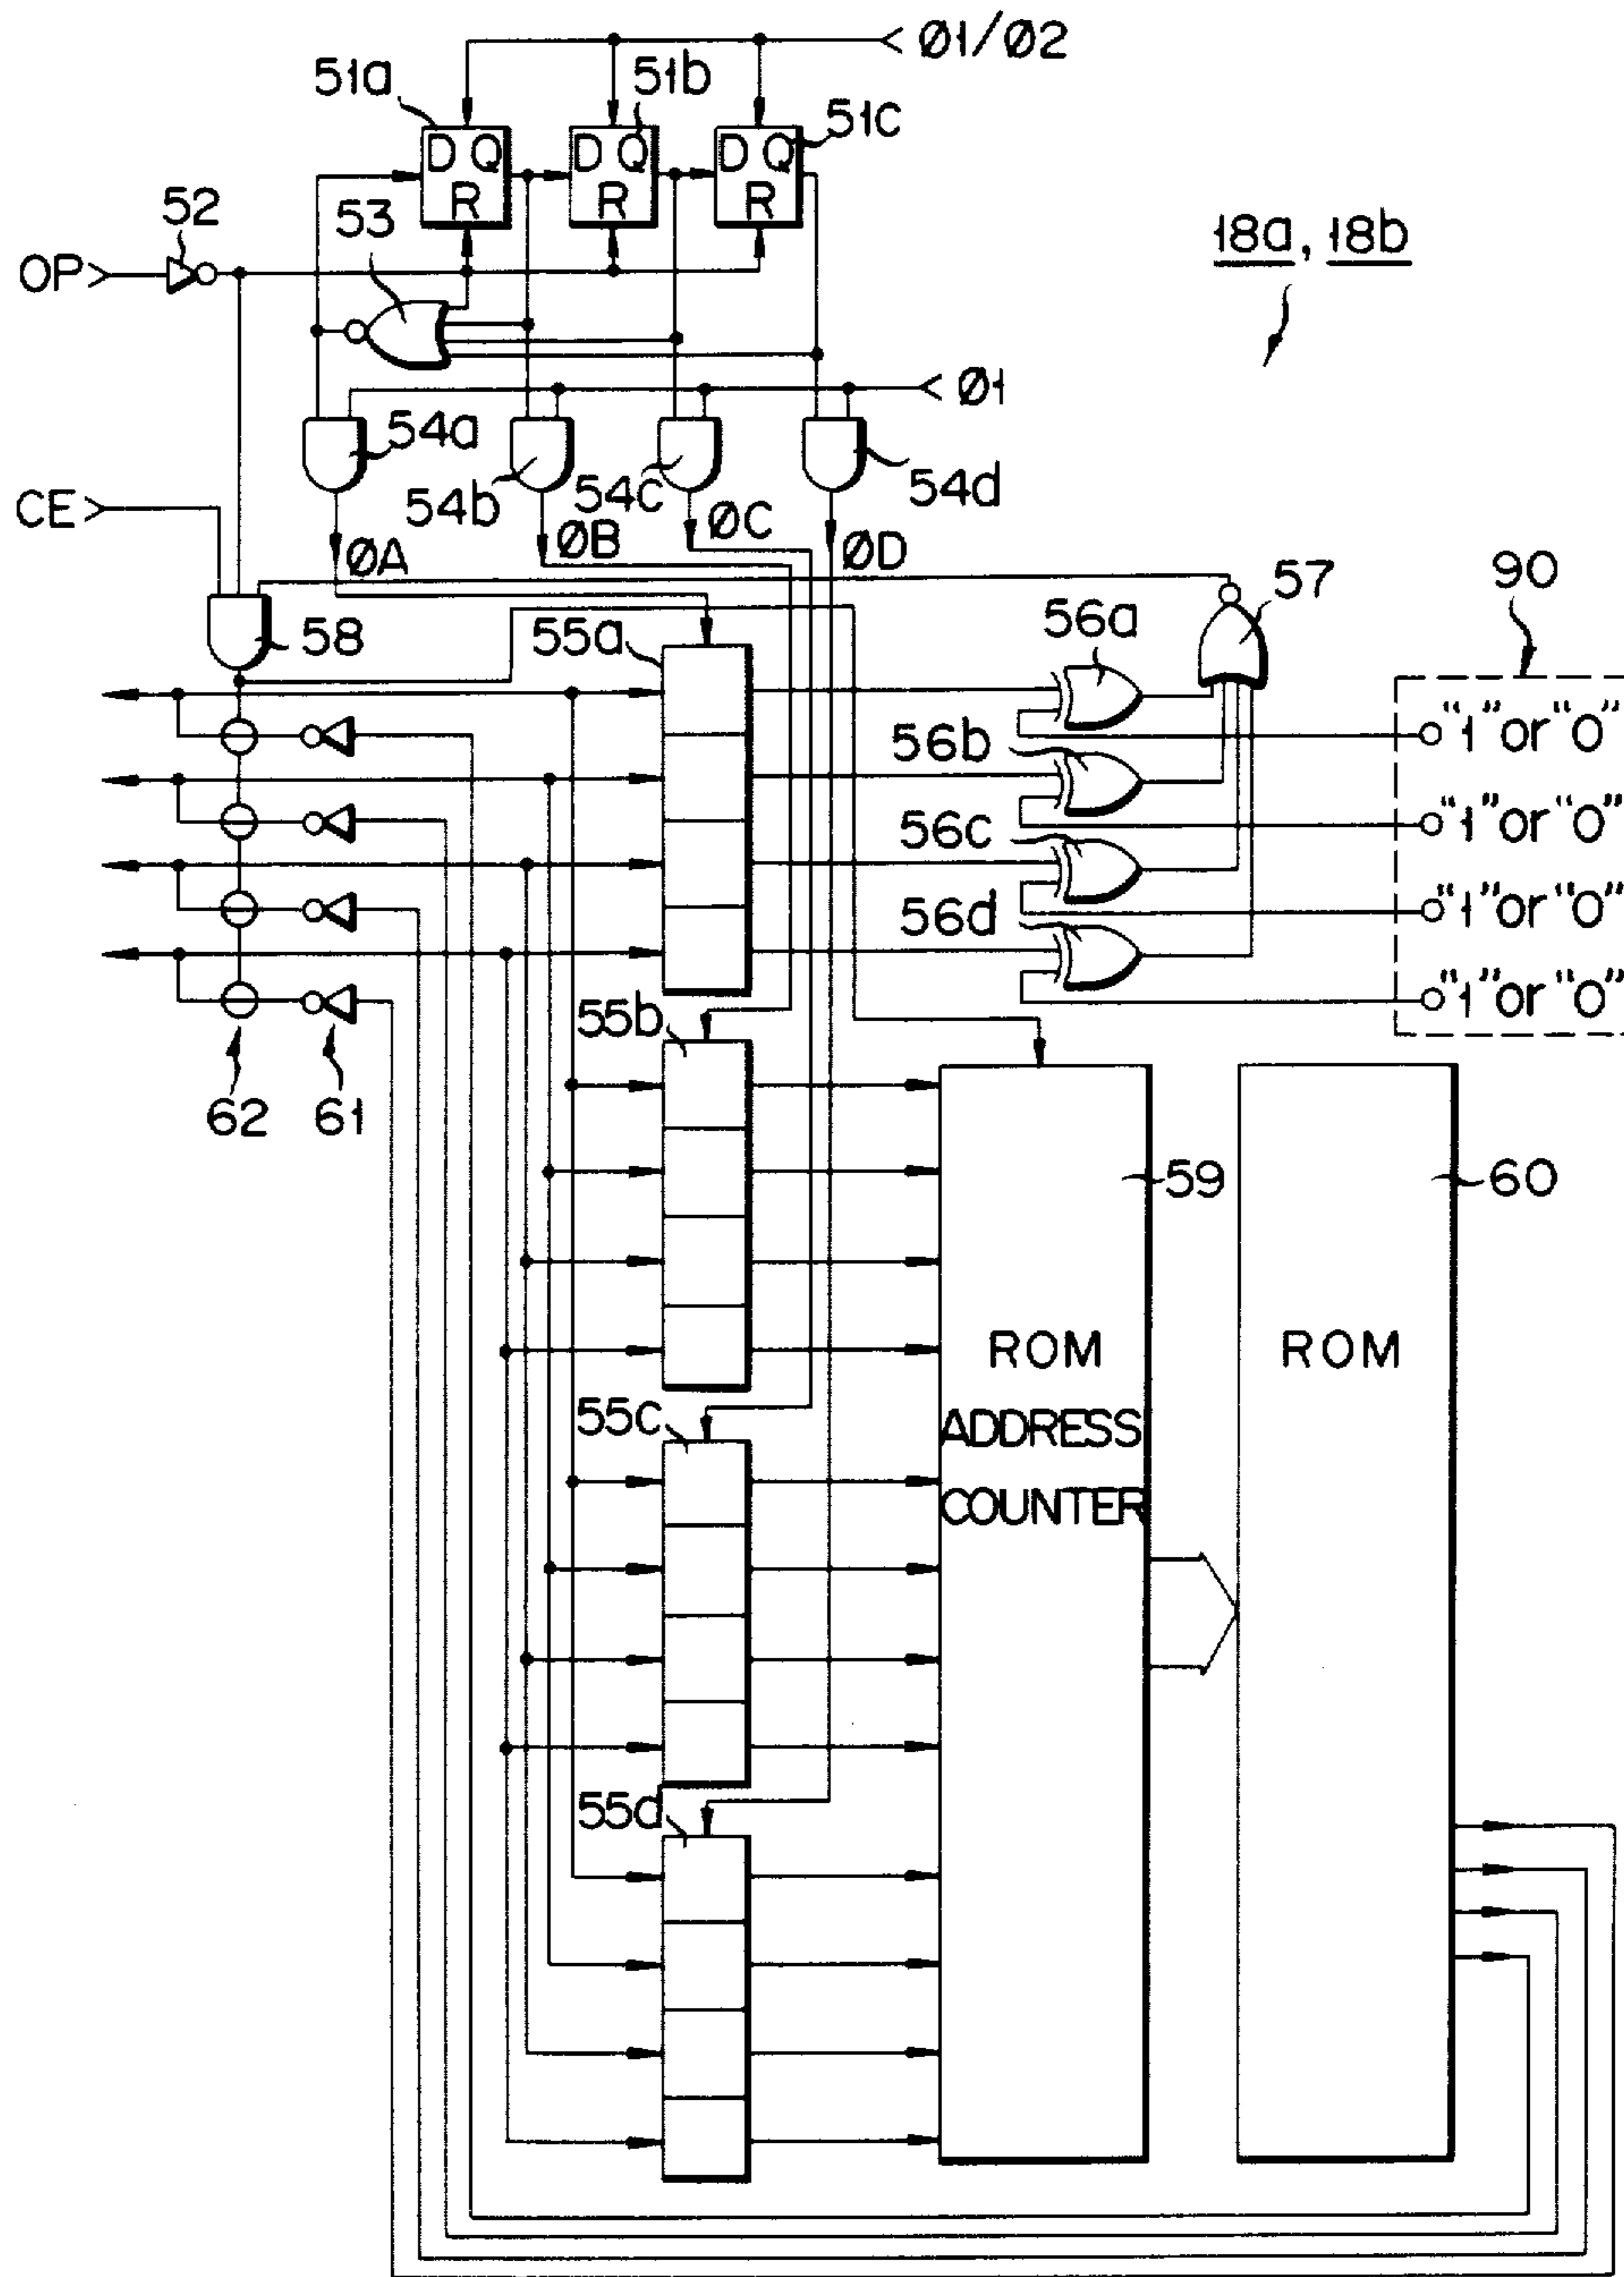 Ø1/Ø2
51a
51b
51c
D Q
R
D Q
R
D Q
R
52
53
18a, 18b
OP
Ø1
54a
54b
54c
54d
CE
ØA
ØB
ØC
ØD
57
90
58
55a
56a
"1" or "0"
56b
"1" or "0"
56c
"1" or "0"
56d
"1" or "0"
55b
62
61
59
60
ROM
ADDRESS
COUNTER
ROM
55c
55d